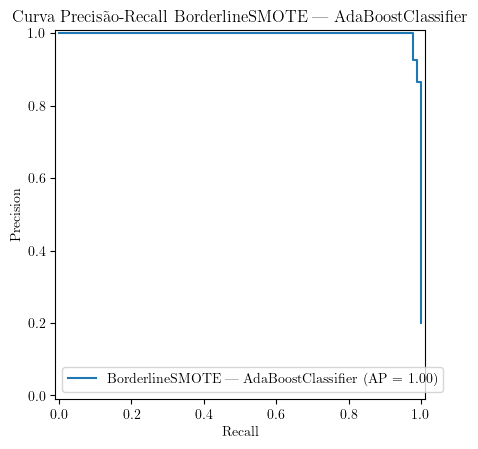 Curva Precisão-Recall BorderlineSMOTE — AdaBoostClassifier
1.0
0.8
0.6
0.4
0.2
0.0
Precision
BorderlineSMOTE — AdaBoostClassifier (AP = 1.00)
0.0 0.2 0.4 0.6 0.8 1.0
Recall